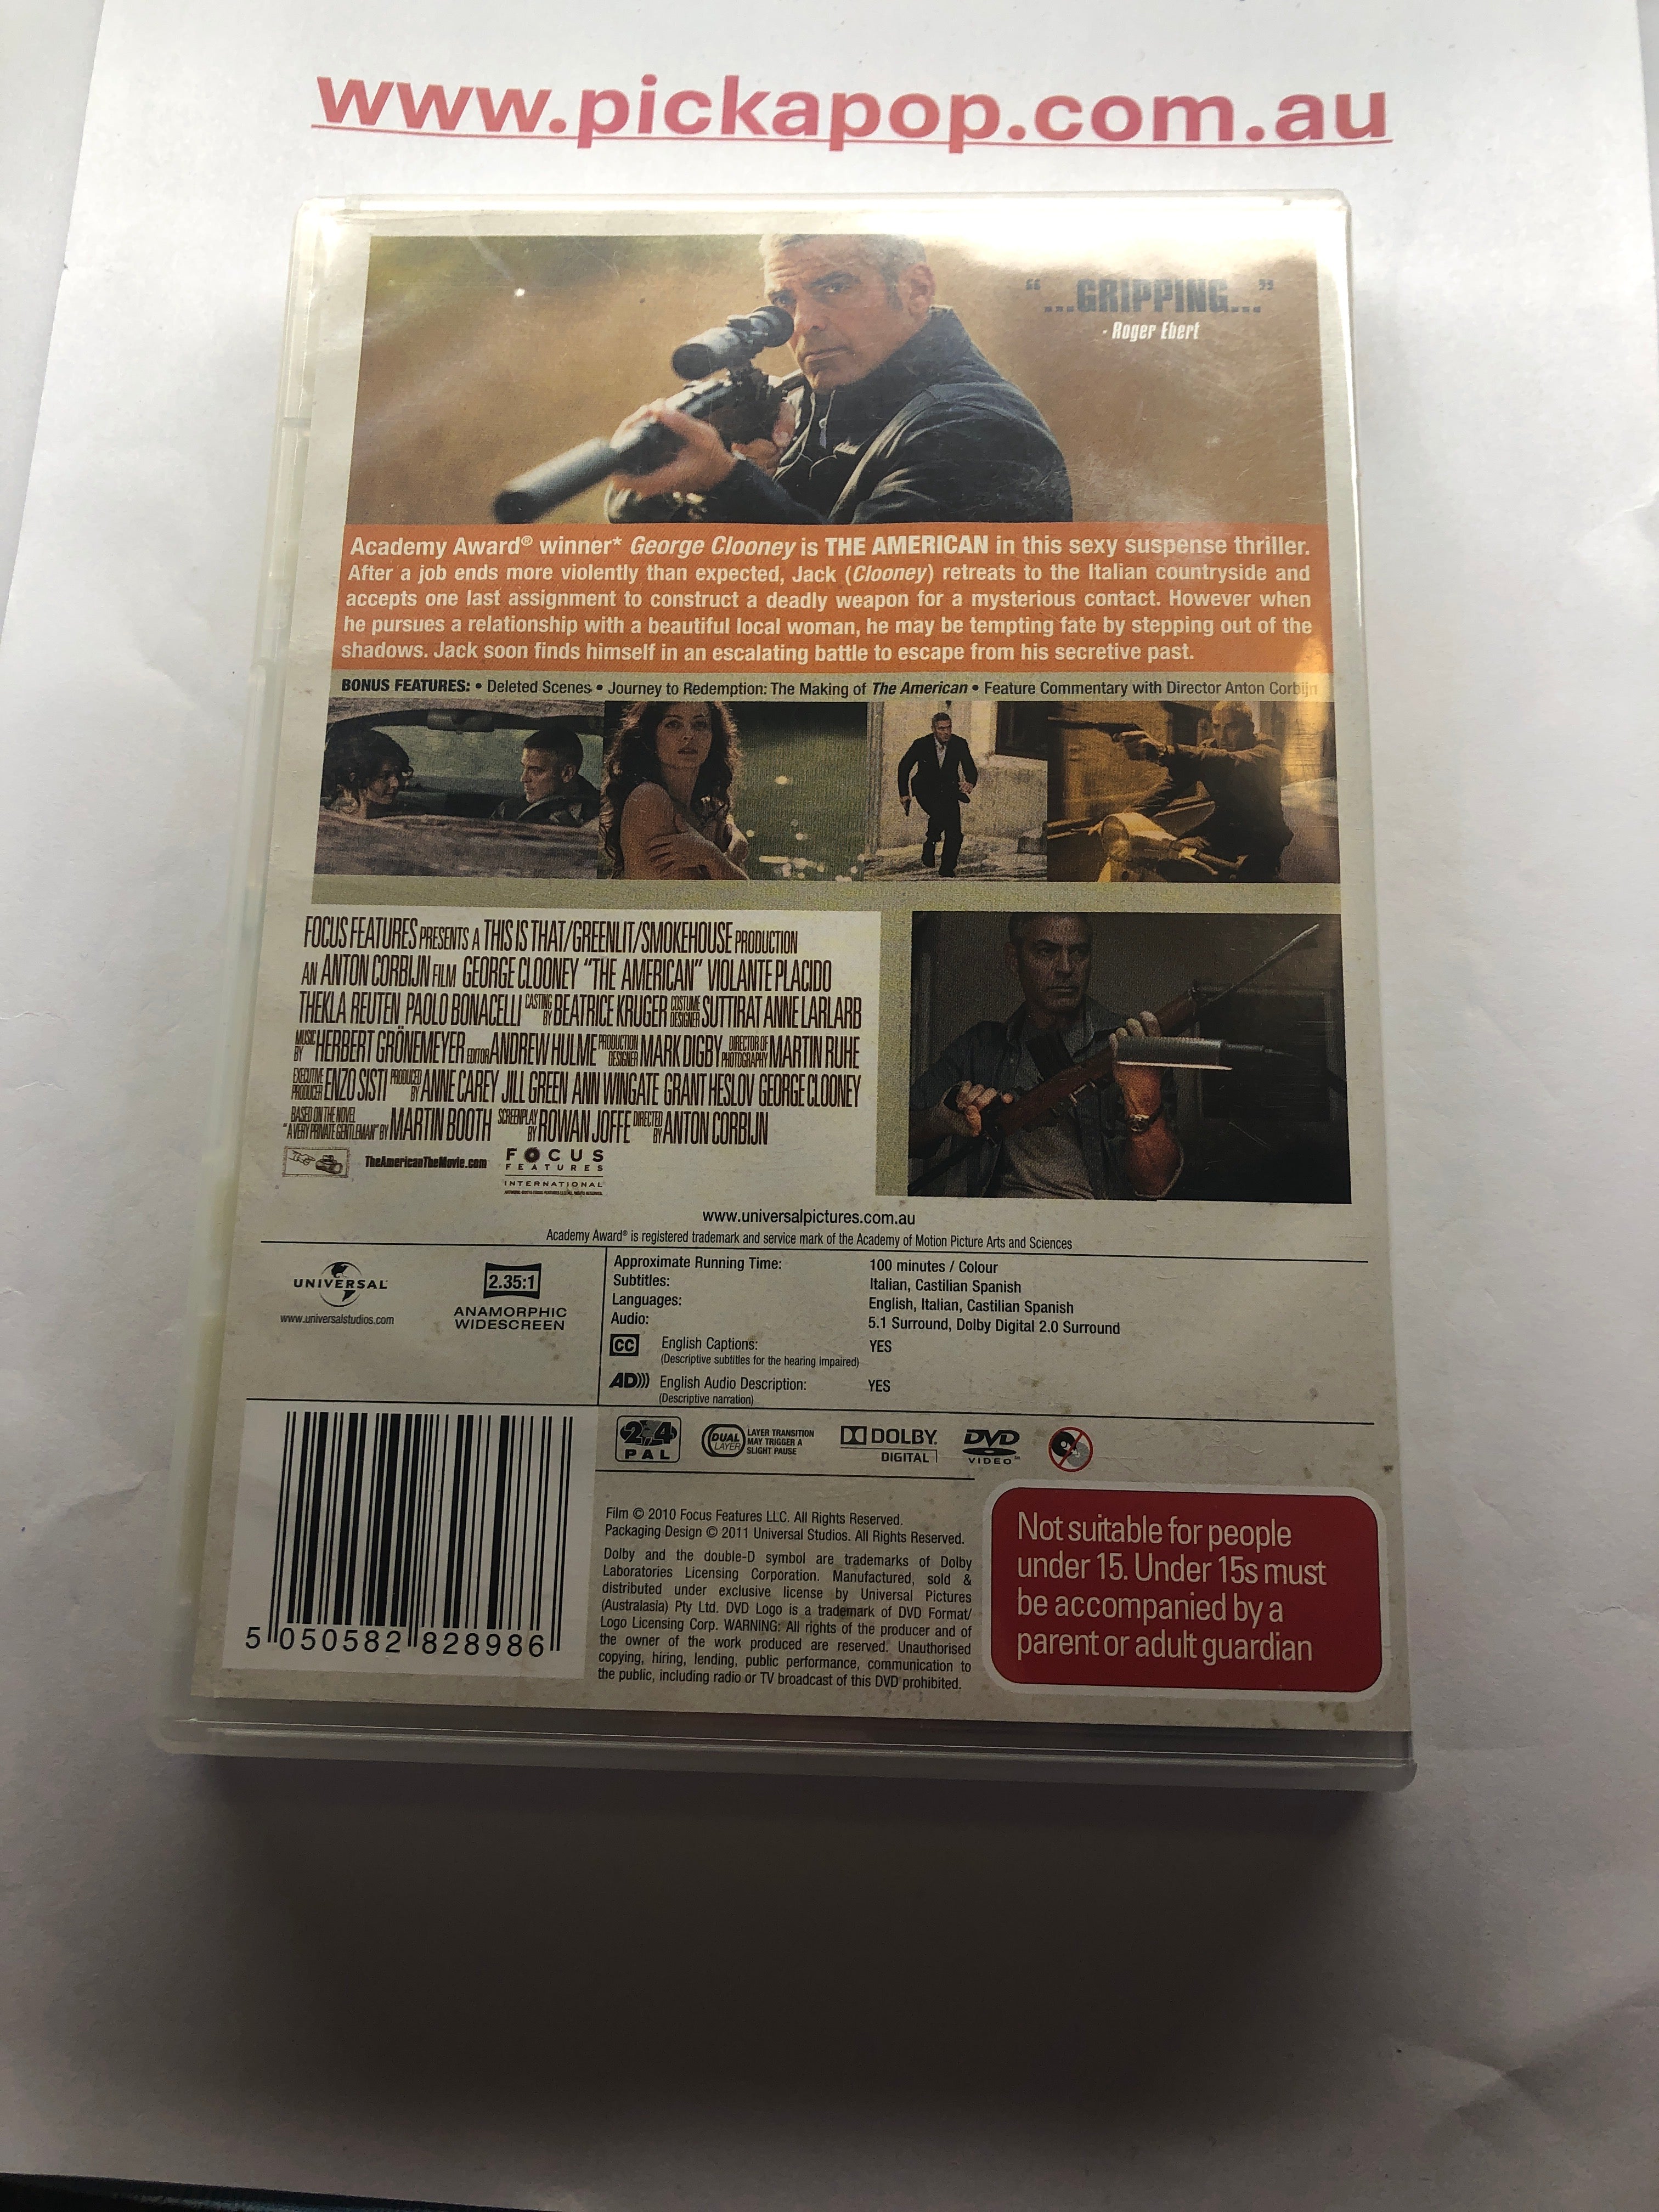 www.pickapop.com.au
“...GRIPPING...”
- Roger Ebert
Academy Award® winner* George Clooney is THE AMERICAN in this sexy suspense thriller.
After a job ends more violently than expected, Jack (Clooney) retreats to the Italian countryside and
accepts one last assignment to construct a deadly weapon for a mysterious contact. However when
he pursues a relationship with a beautiful local woman, he may be tempting fate by stepping out of the
shadows. Jack soon finds himself in an escalating battle to escape from his secretive past.
BONUS FEATURES: • Deleted Scenes • Journey to Redemption: The Making of The American • Feature Commentary with Director Anton Corbijn
FOCUS FEATURES PRESENTS A THIS IS THAT/GREENLIT/SMOKEHOUSE PRODUCTION
AN ANTON CORBIJN FILM GEORGE CLOONEY “THE AMERICAN” VIOLANTE PLACIDO
THEKLA REUTEN PAOLO BONACELLI CASTING BY BEATRICE KRUGER COSTUME DESIGNER SUTTIRAT ANNE LARLARB
MUSIC BY HERBERT GRÖNEMEYER EDITOR ANDREW HULME PRODUCTION DESIGNER MARK DIGBY DIRECTOR OF PHOTOGRAPHY MARTIN RUHE
EXECUTIVE PRODUCER ENZO SISTI PRODUCED BY ANNE CAREY JILL GREEN ANN WINGATE GRANT HESLOV GEORGE CLOONEY
BASED ON THE NOVEL “A VERY PRIVATE GENTLEMAN” BY MARTIN BOOTH SCREENPLAY BY ROWAN JOFFE DIRECTED BY ANTON CORBIJN
TheAmericanTheMovie.com
FOCUS
FEATURES
INTERNATIONAL
www.universalpictures.com.au
Academy Award® is registered trademark and service mark of the Academy of Motion Picture Arts and Sciences
UNIVERSAL
www.universalstudios.com
2.35:1
ANAMORPHIC
WIDESCREEN
Approximate Running Time: 100 minutes / Colour
Subtitles: Italian, Castilian Spanish
Languages: English, Italian, Castilian Spanish
Audio: 5.1 Surround, Dolby Digital 2.0 Surround
CC English Captions: YES
(Descriptive subtitles for the hearing impaired)
AD))) English Audio Description: YES
(Descriptive narration)
2,4
PAL
DUAL LAYER
LAYER TRANSITION
MAY TRIGGER A
SLIGHT PAUSE
DOLBY
DIGITAL
DVD
VIDEO
5 050582 828986
Film © 2010 Focus Features LLC. All Rights Reserved.
Packaging Design © 2011 Universal Studios. All Rights Reserved.
Dolby and the double-D symbol are trademarks of Dolby
Laboratories Licensing Corporation. Manufactured, sold &
distributed under exclusive license by Universal Pictures
(Australasia) Pty Ltd. DVD Logo is a trademark of DVD Format/
Logo Licensing Corp. WARNING: All rights of the producer and of
the owner of the work produced are reserved. Unauthorised
copying, hiring, lending, public performance, communication to
the public, including radio or TV broadcast of this DVD prohibited.
Not suitable for people
under 15. Under 15s must
be accompanied by a
parent or adult guardian